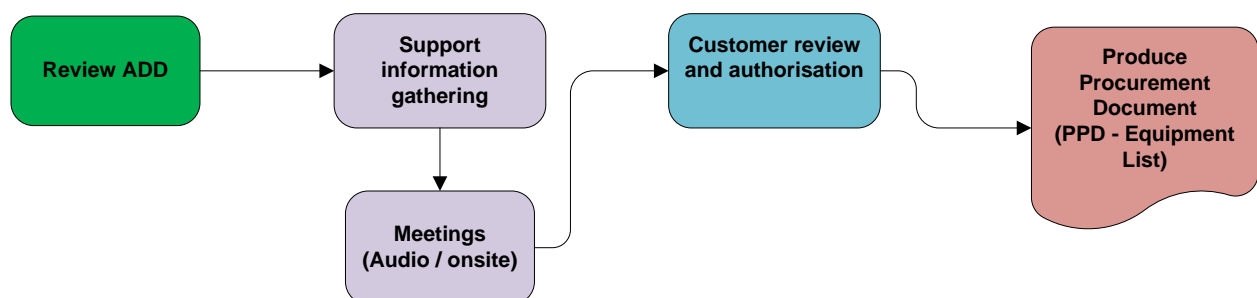 Review ADD
Support
information
gathering
Meetings
(Audio / onsite)
Customer review
and authorisation
Produce
Procurement
Document
(PPD - Equipment
List)